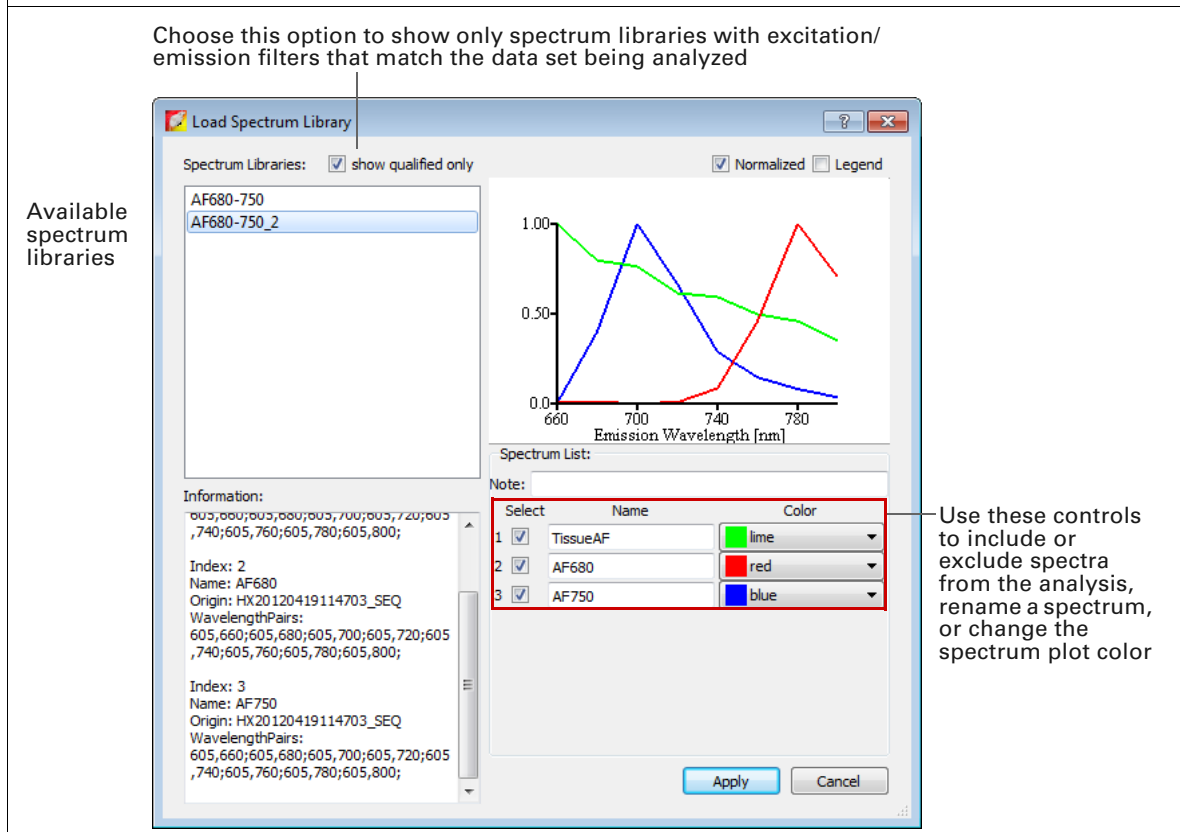 Choose this option to show only spectrum libraries with excitation/
emission filters that match the data set being analyzed
Load Spectrum Library
Spectrum Libraries: show qualified only
Normalized Legend
Available
spectrum
libraries
AF680-750
AF680-750_2
1.00
0.50
0.0
660 700 740 780
Emission Wavelength [nm]
Information:
605,660;605,680;605,700;605,720;605
,740;605,760;605,780;605,800;
Index: 2
Name: AF680
Origin: HX20120419114703_SEQ
WavelengthPairs:
605,660;605,680;605,700;605,720;605
,740;605,760;605,780;605,800;
Index: 3
Name: AF750
Origin: HX20120419114703_SEQ
WavelengthPairs:
605,660;605,680;605,700;605,720;605
,740;605,760;605,780;605,800;
Spectrum List:
Note:
Select Name Color
1 TissueAF lime
2 AF680 red
3 AF750 blue
Apply Cancel
Use these controls
to include or
exclude spectra
from the analysis,
rename a spectrum,
or change the
spectrum plot color